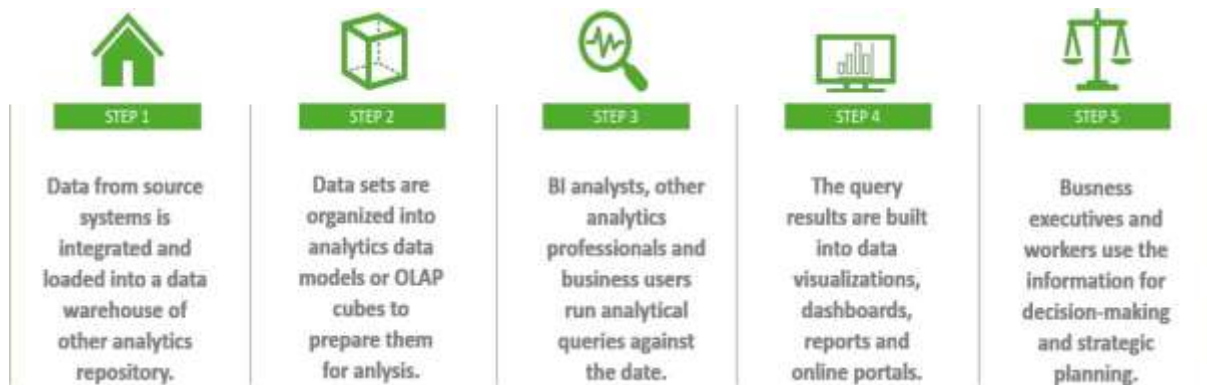 STEP 1
Data from source
systems is
integrated and
loaded into a data
warehouse of
other analytics
repository.
STEP 2
Data sets are
organized into
analytics data
models or OLAP
cubes to
prepare them
for anlysis.
STEP 3
BI analysts, other
analytics
professionals and
business users
run analytical
queries against
the date.
STEP 4
The query
results are built
into data
visualizations,
dashboards,
reports and
online portals.
STEP 5
Busness
executives and
workers use the
information for
decision-making
and strategic
planning.